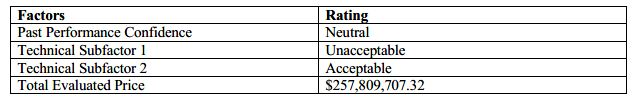 Factors Rating
Past Performance Confidence Neutral
Technical Subfactor 1 Unacceptable
Technical Subfactor 2 Acceptable
Total Evaluated Price $257,809,707.32